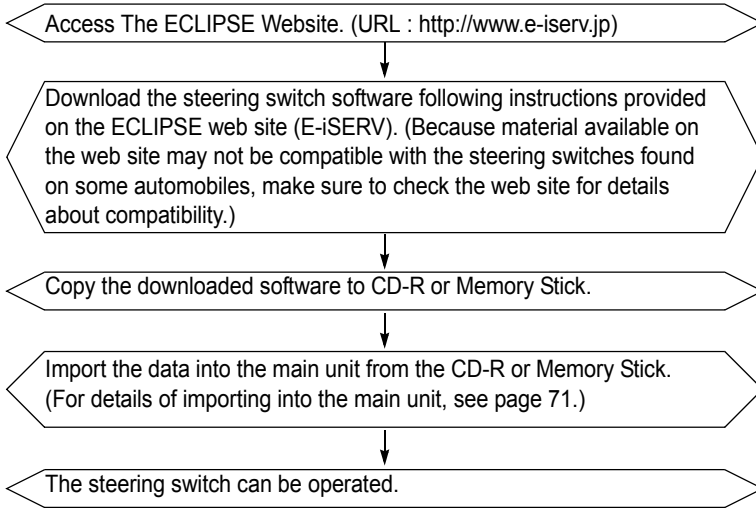 Access The ECLIPSE Website. (URL : http://www.e-iserv.jp)
Download the steering switch software following instructions provided
on the ECLIPSE web site (E-iSERV). (Because material available on
the web site may not be compatible with the steering switches found
on some automobiles, make sure to check the web site for details
about compatibility.)
Copy the downloaded software to CD-R or Memory Stick.
Import the data into the main unit from the CD-R or Memory Stick.
(For details of importing into the main unit, see page 71.)
The steering switch can be operated.